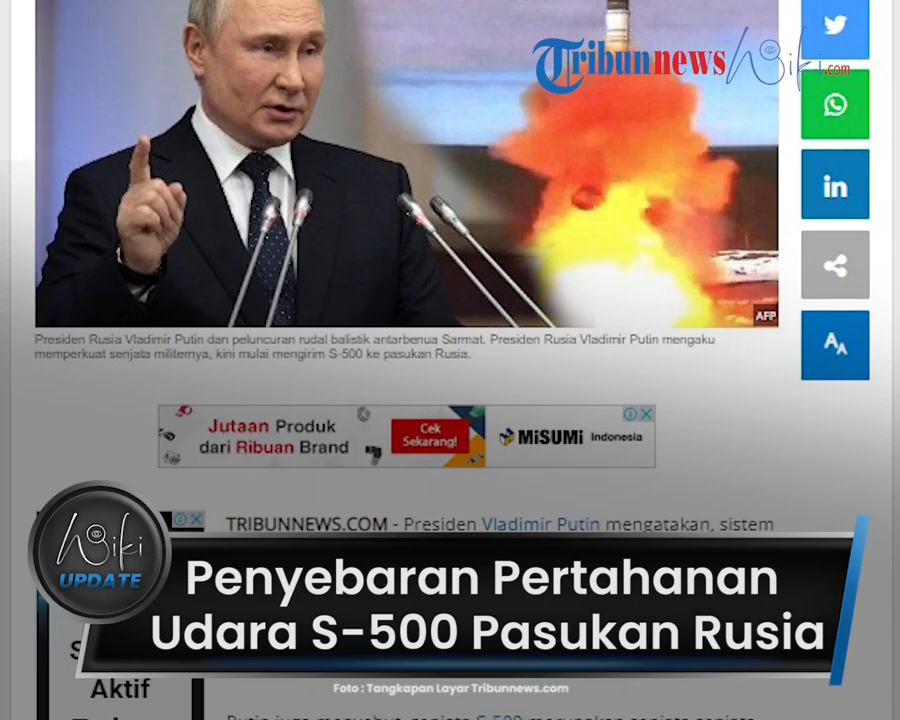 Tribunnews Wiki.com
AFP
Presiden Rusia Vladimir Putin dan peluncuran rudal balistik antarbenua Sarmat. Presiden Rusia Vladimir Putin mengaku
memperkuat senjata militernya, kini mulai mengirim S-500 ke pasukan Rusia.
Jutaan Produk
dari Ribuan Brand
Cek
Sekarang!
MiSUMi Indonesia
TRIBUNNEWS.COM - Presiden Vladimir Putin mengatakan, sistem
Wiki
UPDATE
Penyebaran Pertahanan
Udara S-500 Pasukan Rusia
Aktif
Foto : Tangkapan Layar Tribunnews.com